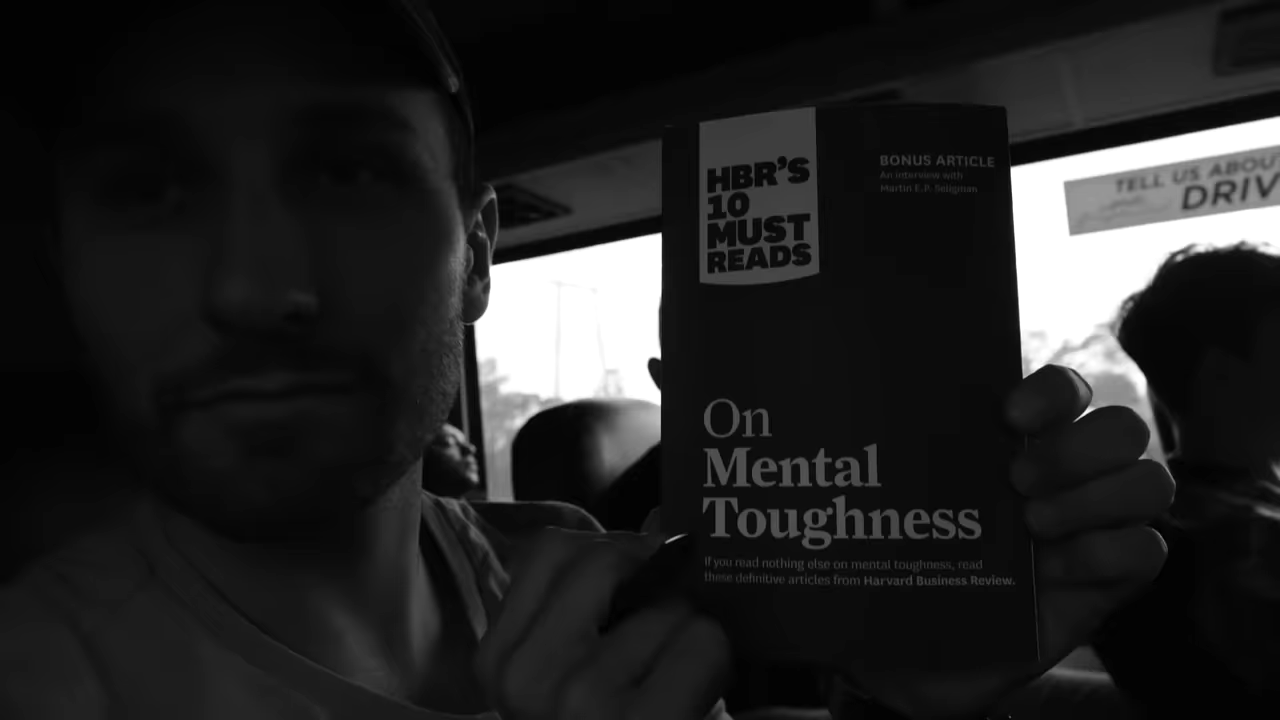 HBR'S
10
MUST
READS
BONUS ARTICLE
An interview with
Martin E.P. Seligman
On
Mental
Toughness
If you read nothing else on mental toughness, read
these definitive articles from Harvard Business Review.
TELL US ABOU
DRIV